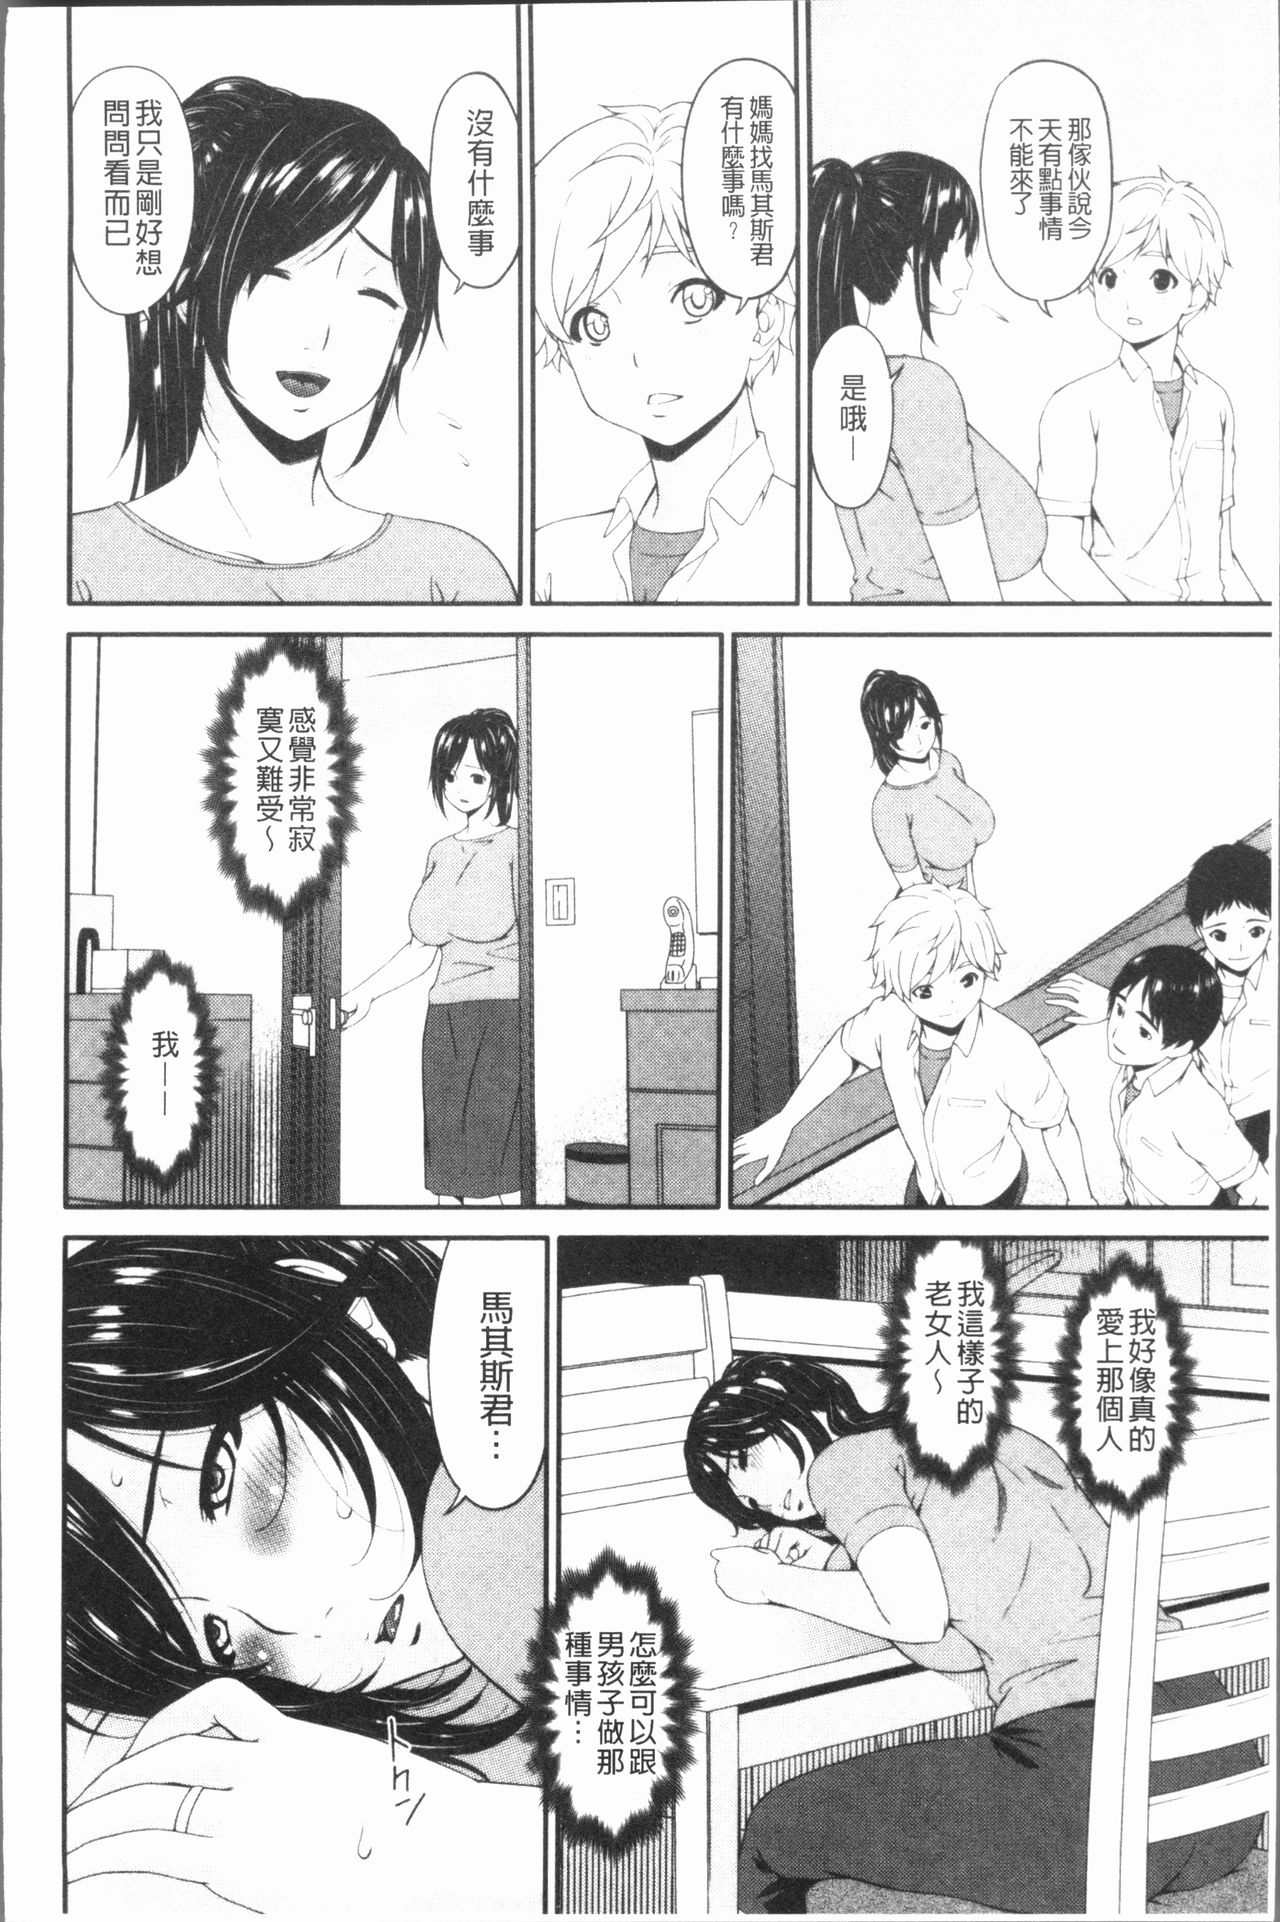 那傢伙說今
天有點事情
不能來了
是哦—
媽媽找馬其斯君
有什麼事嗎?
沒有什麼事
我只是剛好想
問問看而已
感覺非常寂
寞又難受~
我——
我好像真的
愛上那個人
我這樣子的
老女人~
怎麼可以跟
男孩子做那
種事情…
馬其斯君…
トクン